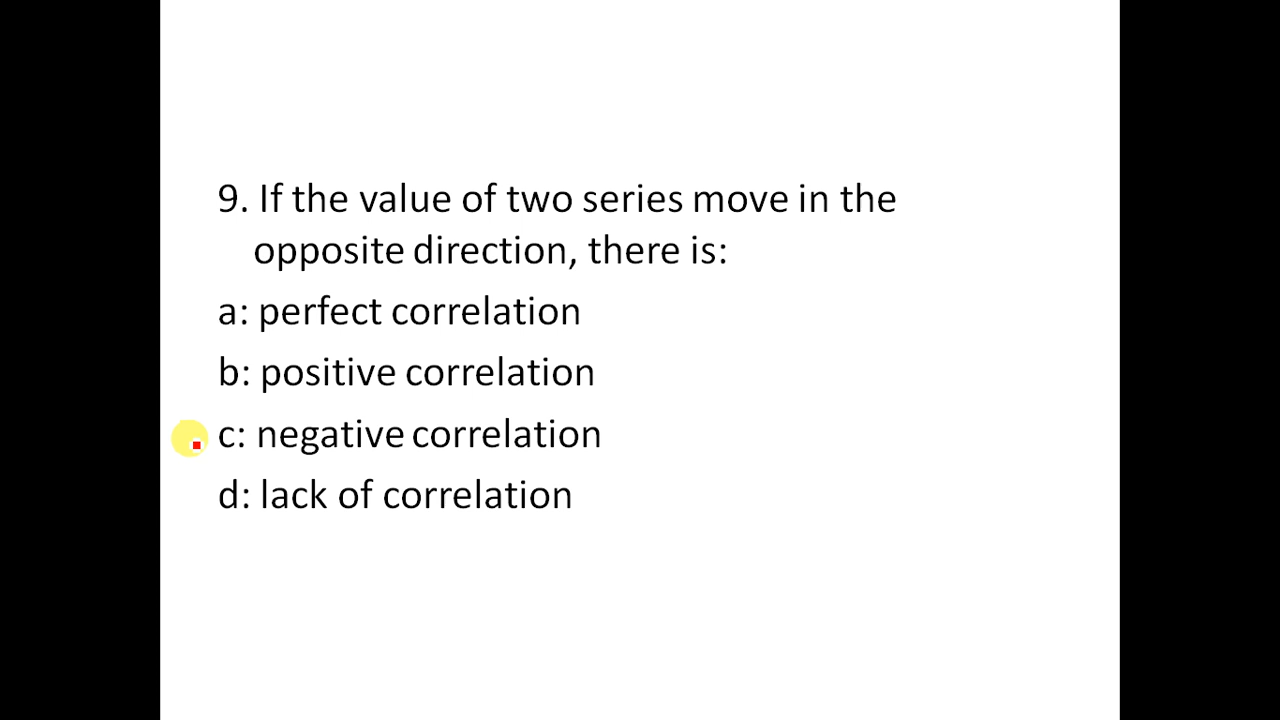 9. If the value of two series move in the
opposite direction, there is:
a: perfect correlation
b: positive correlation
c: negative correlation
d: lack of correlation